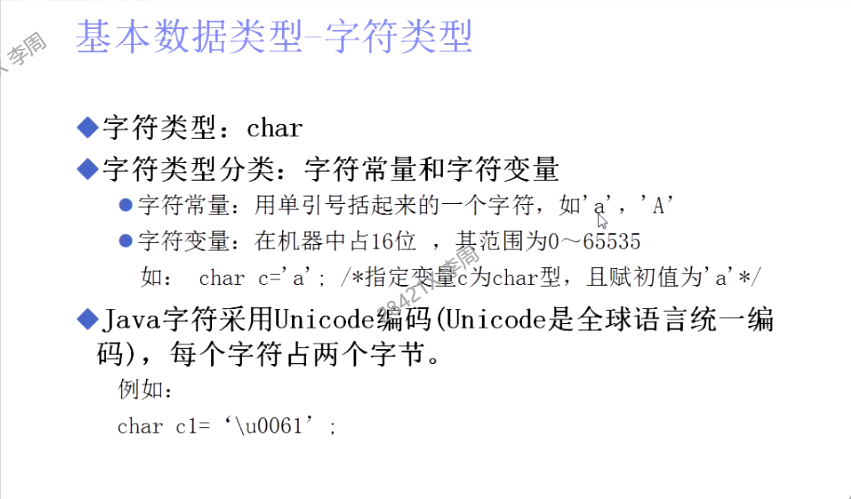 基本数据类型-字符类型
李周
◆字符类型：char
◆字符类型分类：字符常量和字符变量
●字符常量：用单引号括起来的一个字符，如'a'，'A’
●字符变量：在机器中占16位 ，其范围为0～65535
如： char c='a'; /*指定变量c为char型，且赋初值为'a'*/
李周
◆Java字符采用Unicode编码(Unicode是全球语言统一编
码)，每个字符占两个字节。
例如：
char c1=‘\u0061’;